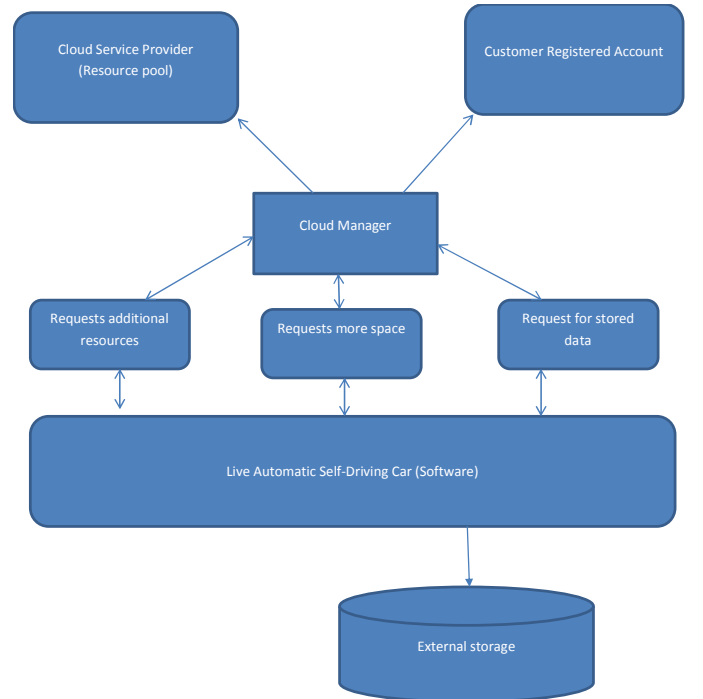 Cloud Service Provider
(Resource pool)
Customer Registered Account
Cloud Manager
Requests additional
resources
Requests more space
Request for stored
data
Live Automatic Self-Driving Car (Software)
External storage